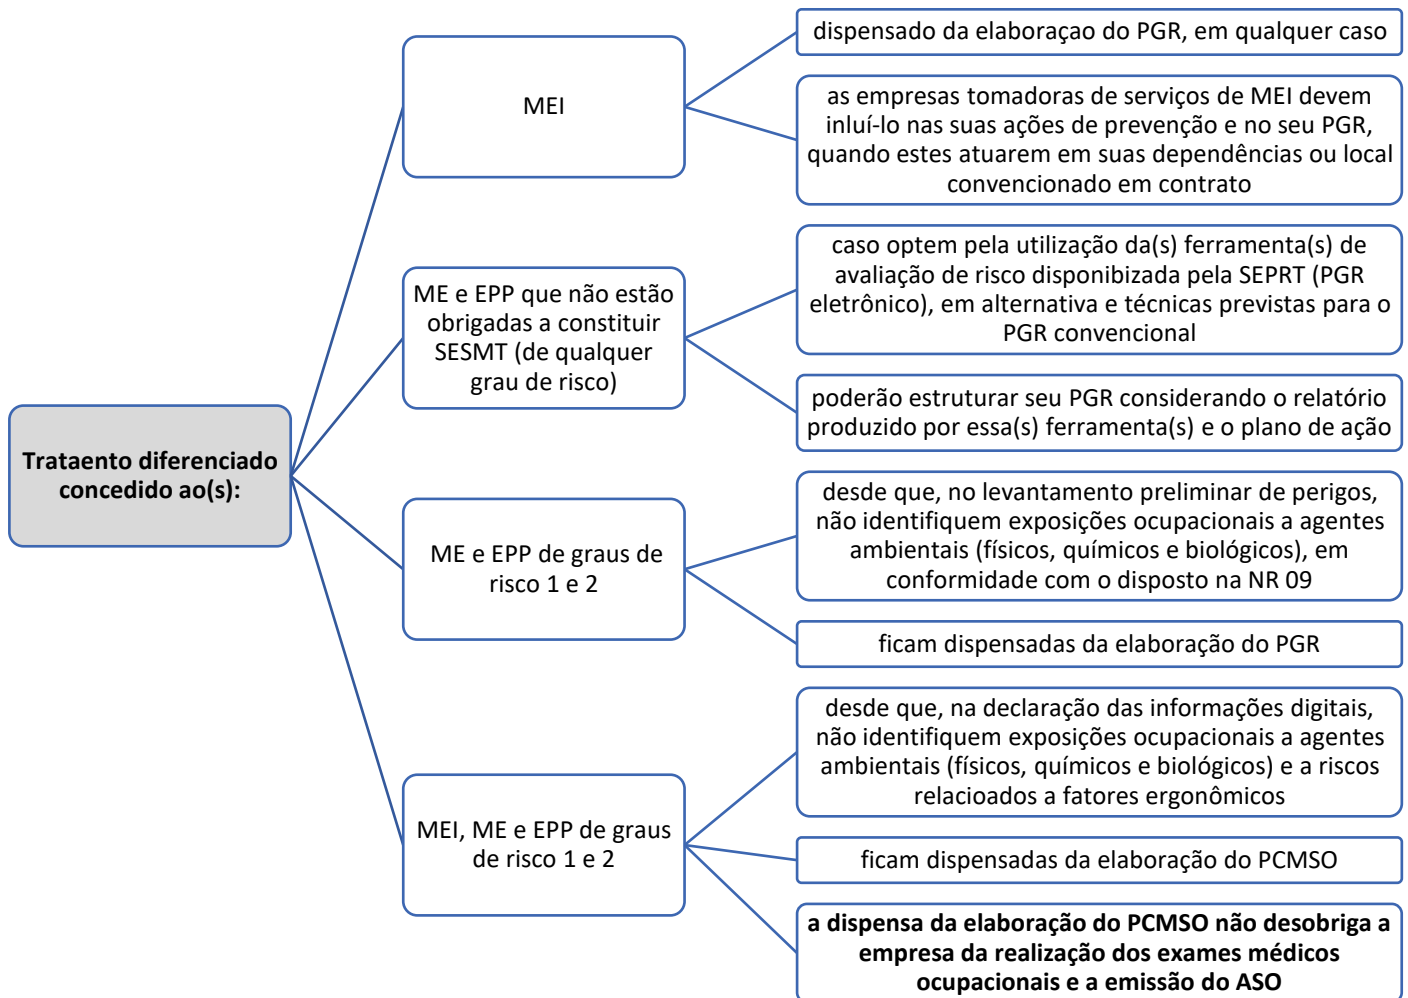 Trataento diferenciado
concedido ao(s):
MEI
dispensado da elaboraçao do PGR, em qualquer caso
as empresas tomadoras de serviços de MEI devem
inluí-lo nas suas ações de prevenção e no seu PGR,
quando estes atuarem em suas dependências ou local
convencionado em contrato
ME e EPP que não estão
obrigadas a constituir
SESMT (de qualquer
grau de risco)
caso optem pela utilização da(s) ferramenta(s) de
avaliação de risco disponibizada pela SEPRT (PGR
eletrônico), em alternativa e técnicas previstas para o
PGR convencional
poderão estruturar seu PGR considerando o relatório
produzido por essa(s) ferramenta(s) e o plano de ação
ME e EPP de graus de
risco 1 e 2
desde que, no levantamento preliminar de perigos,
não identifiquem exposições ocupacionais a agentes
ambientais (físicos, químicos e biológicos), em
conformidade com o disposto na NR 09
ficam dispensadas da elaboração do PGR
MEI, ME e EPP de graus
de risco 1 e 2
desde que, na declaração das informações digitais,
não identifiquem exposições ocupacionais a agentes
ambientais (físicos, químicos e biológicos) e a riscos
relacioados a fatores ergonômicos
ficam dispensadas da elaboração do PCMSO
a dispensa da elaboração do PCMSO não desobriga a
empresa da realização dos exames médicos
ocupacionais e a emissão do ASO